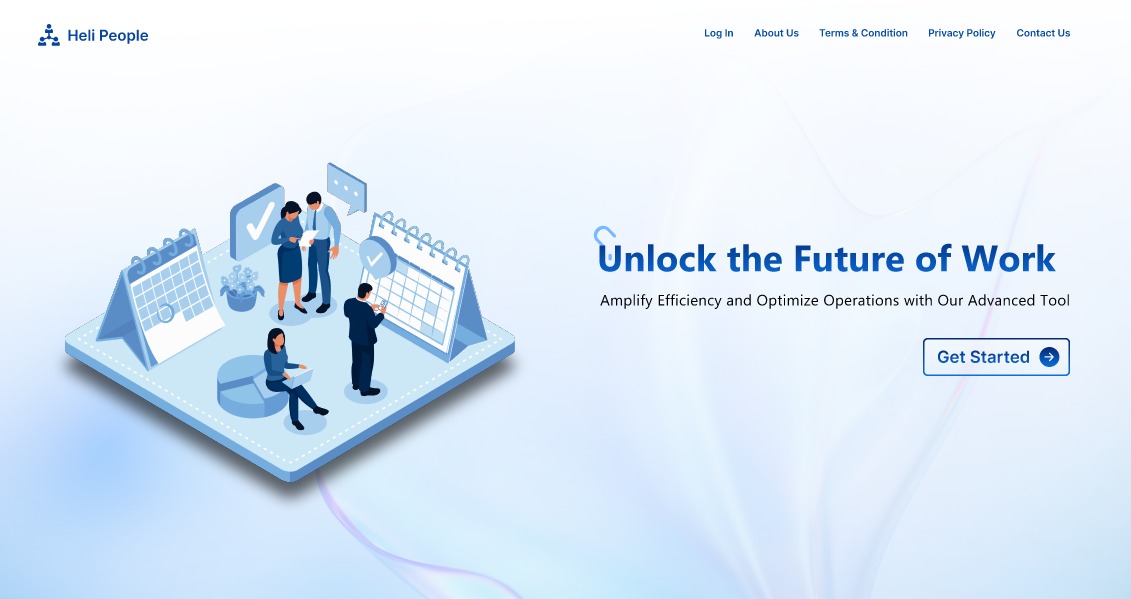 Heli People
Log In
About Us
Terms & Condition
Privacy Policy
Contact Us
Unlock the Future of Work
Amplify Efficiency and Optimize Operations with Our Advanced Tool
Get Started